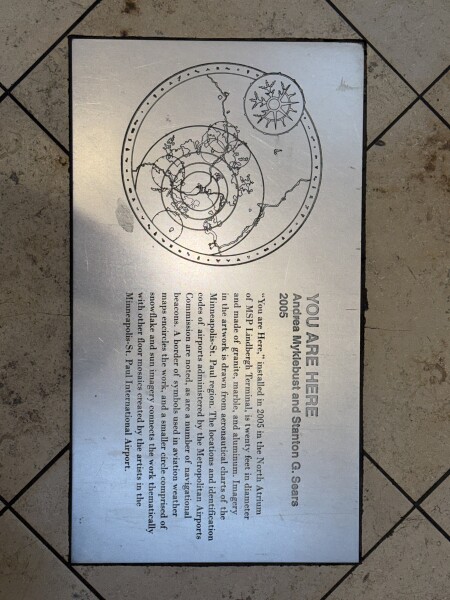 YOU ARE HERE
Andrea Myklebust and Stanton G. Sears
2005
"You are Here," installed in 2005 in the North Atrium
of MSP Lindbergh Terminal, is twenty feet in diameter
and made of granite, marble, and aluminum. Imagery
in the artwork is drawn from aeronautical charts of the
Minneapolis-St. Paul region. The locations and identification
codes of airports administered by the Metropolitan Airports
Commission are noted, as are a number of navigational
beacons. A border of symbols used in aviation weather
maps encircles the work, and a smaller circle comprised of
snowflake and sun imagery connects the work thematically
with other floor mosaics created by the artists in the
Minneapolis-St. Paul International Airport.